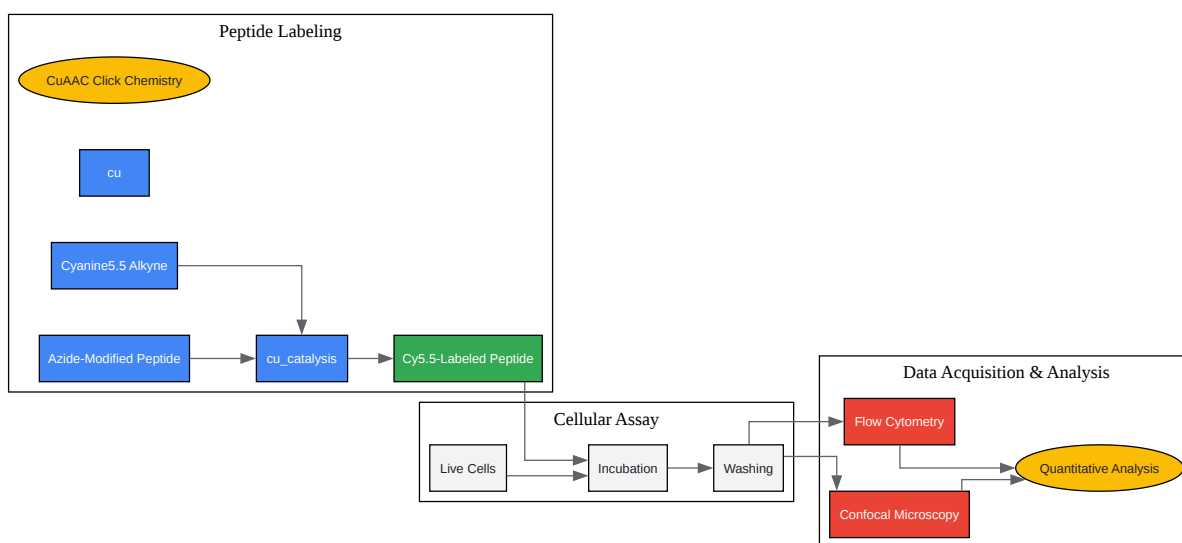 Peptide Labeling
CuAAC Click Chemistry
cu
Cyanine5.5 Alkyne
Azide-Modified Peptide
cu_catalysis
Cy5.5-Labeled Peptide
Cellular Assay
Live Cells
Incubation
Washing
Data Acquisition & Analysis
Flow Cytometry
Confocal Microscopy
Quantitative Analysis